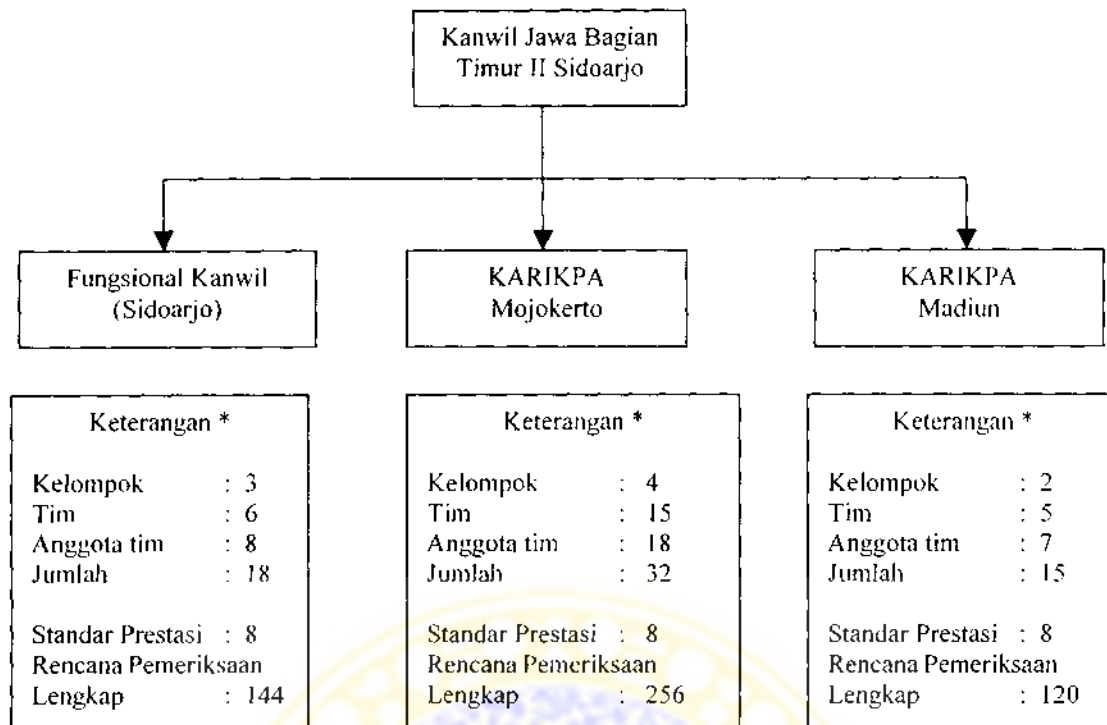 Kanwil Jawa Bagian
Timur II Sidoarjo
Fungsional Kanwil
(Sidoarjo)
KARIKPA
Mojokerto
KARIKPA
Madiun
Keterangan *
Kelompok : 3
Tim : 6
Anggota tim : 8
Jumlah : 18
Standar Prestasi : 8
Rencana Pemeriksaan
Lengkap : 144
Keterangan *
Kelompok : 4
Tim : 15
Anggota tim : 18
Jumlah : 32
Standar Prestasi : 8
Rencana Pemeriksaan
Lengkap : 256
Keterangan *
Kelompok : 2
Tim : 5
Anggota tim : 7
Jumlah : 15
Standar Prestasi : 8
Rencana Pemeriksaan
Lengkap : 120